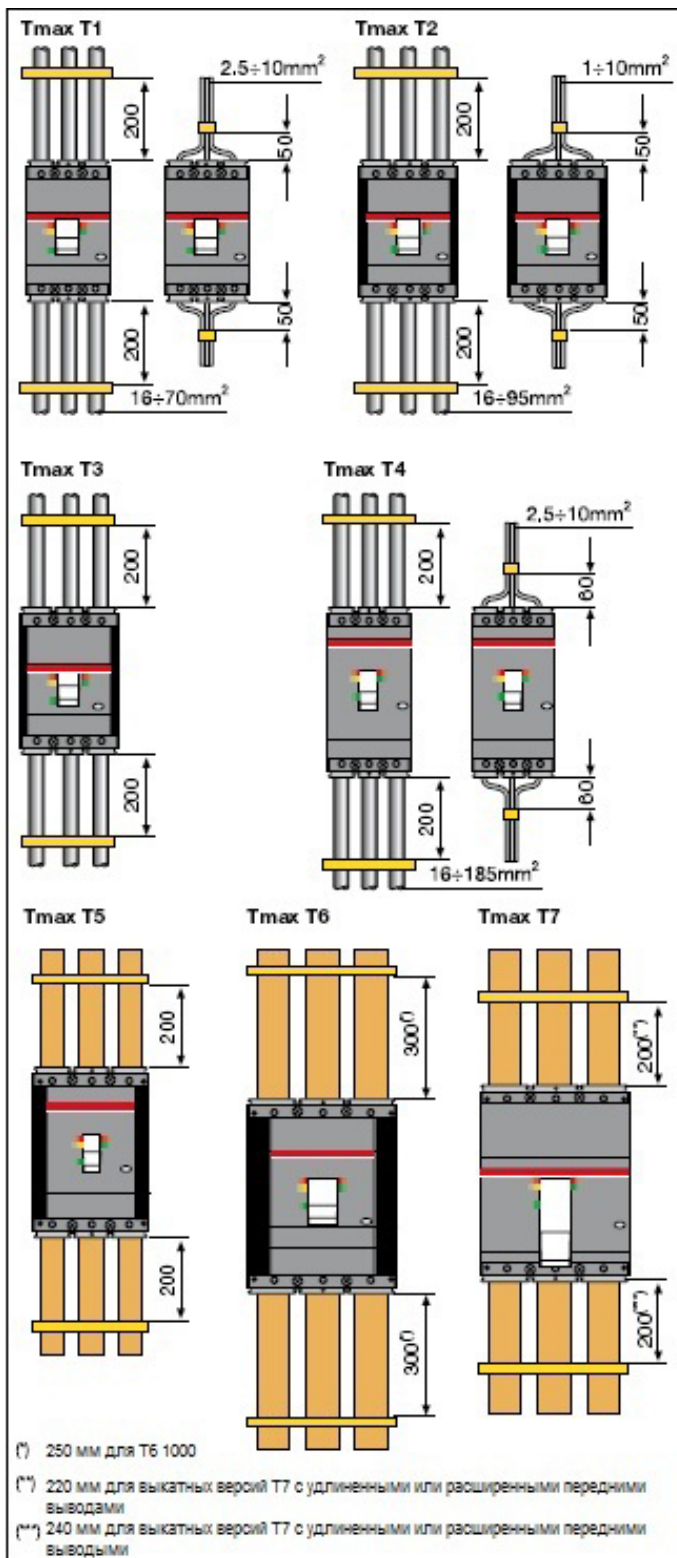 Tmax T1
Tmax T2
2.5÷10mm²
1÷10mm²
200
50
200
50
200
50
200
50
16÷70mm²
16÷95mm²
Tmax T3
Tmax T4
2.5÷10mm²
200
200
60
200
200
60
16÷185mm²
Tmax T5
Tmax T6
Tmax T7
200
300(*)
200(**)
200
300(*)
200(**)
(*) 250 мм для T6 1000
(**) 220 мм для выкатных версий T7 с удлиненными или расширенными передними
выводами
(***) 240 мм для выкатных версий T7 с удлиненными или расширенными передними
выводыми